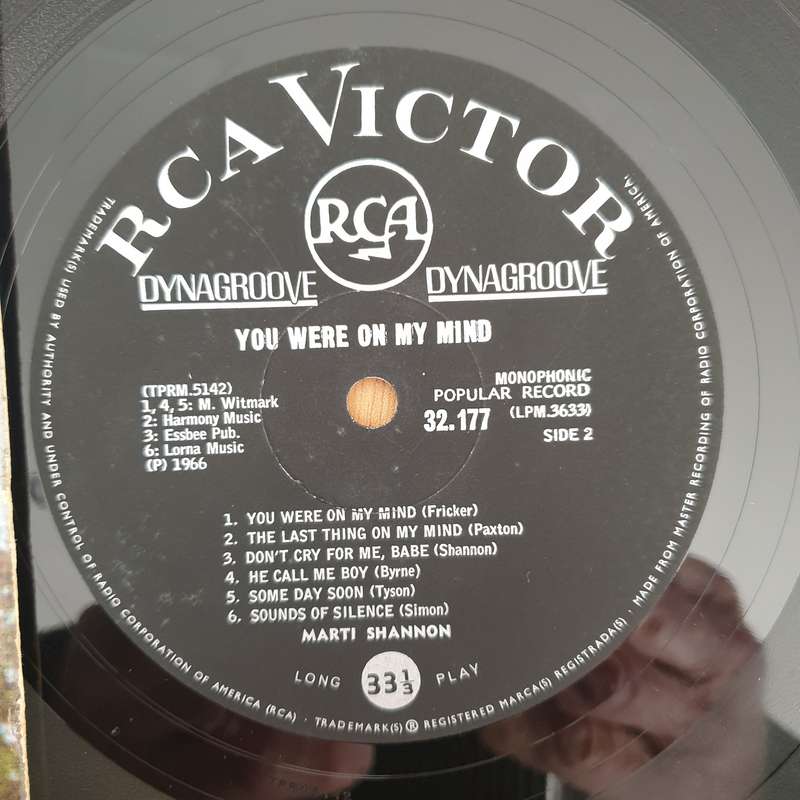 RCA VICTOR
RCA
DYNAGROOVE DYNAGROOVE
YOU WERE ON MY MIND
(TPRM.5142)
1, 4, 5: M. Witmark
2: Harmony Music
3: Essbee Pub.
6: Lorna Music
(P) 1966
MONOPHONIC
POPULAR RECORD
32.177 (LPM.3633)
SIDE 2
1. YOU WERE ON MY MIND (Fricker)
2. THE LAST THING ON MY MIND (Paxton)
3. DON'T CRY FOR ME, BABE (Shannon)
4. HE CALL ME BOY (Byrne)
5. SOME DAY SOON (Tyson)
6. SOUNDS OF SILENCE (Simon)
MARTI SHANNON
LONG 33 1/3 PLAY
TRADEMARK(S) USED BY AUTHORITY AND UNDER CONTROL OF RADIO CORPORATION OF AMERICA (RCA) · TRADEMARK(S) ® REGISTERED MARCA(S) REGISTRADA(S) · MADE FROM MASTER RECORDING OF RADIO CORPORATION OF AMERICA